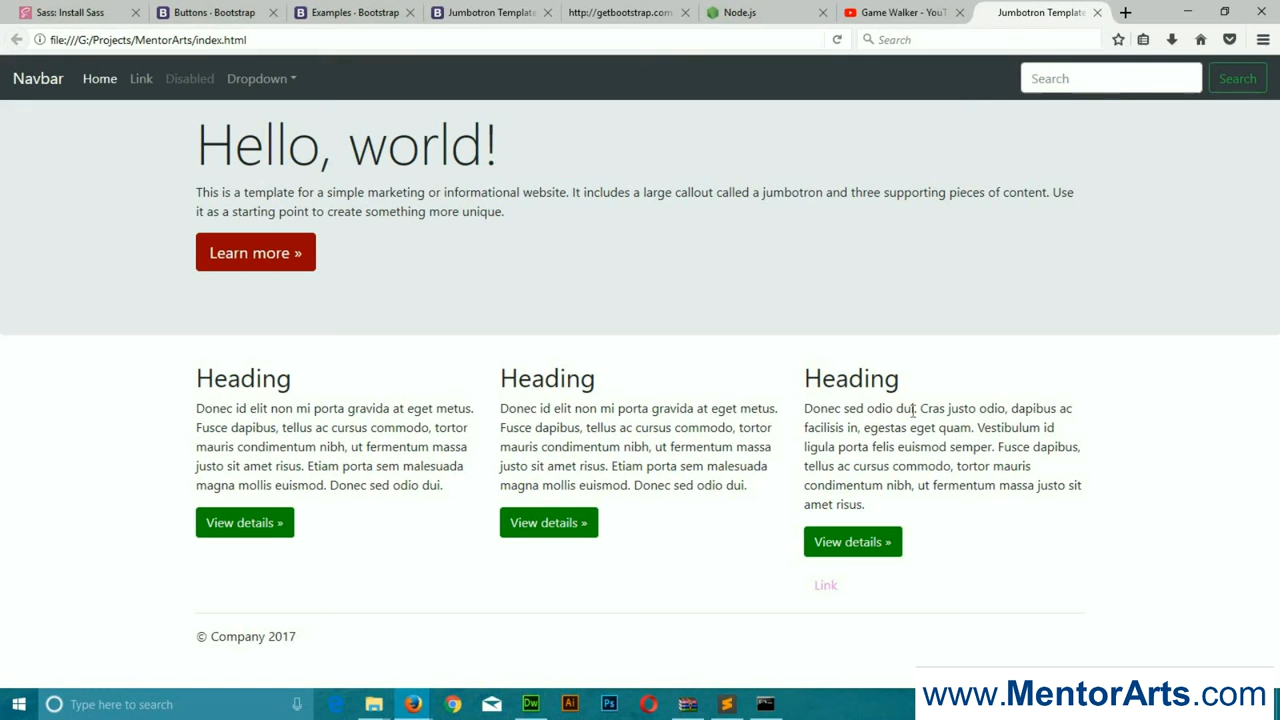 Sass: Install Sass
Buttons · Bootstrap
Examples · Bootstrap
Jumbotron Template
http://getbootstrap.com
Node.js
Game Walker - YouT
Jumbotron Template
file:///G:/Projects/MentorArts/index.html
Search
Navbar Home Link Disabled Dropdown
Search Search
Hello, world!
This is a template for a simple marketing or informational website. It includes a large callout called a jumbotron and three supporting pieces of content. Use
it as a starting point to create something more unique.
Learn more »
Heading
Donec id elit non mi porta gravida at eget metus.
Fusce dapibus, tellus ac cursus commodo, tortor
mauris condimentum nibh, ut fermentum massa
justo sit amet risus. Etiam porta sem malesuada
magna mollis euismod. Donec sed odio dui.
View details »
Heading
Donec id elit non mi porta gravida at eget metus.
Fusce dapibus, tellus ac cursus commodo, tortor
mauris condimentum nibh, ut fermentum massa
justo sit amet risus. Etiam porta sem malesuada
magna mollis euismod. Donec sed odio dui.
View details »
Heading
Donec sed odio dui. Cras justo odio, dapibus ac
facilisis in, egestas eget quam. Vestibulum id
ligula porta felis euismod semper. Fusce dapibus,
tellus ac cursus commodo, tortor mauris
condimentum nibh, ut fermentum massa justo sit
amet risus.
View details »
Link
© Company 2017
Type here to search
Dw
Ai
Ps
www.MentorArts.com